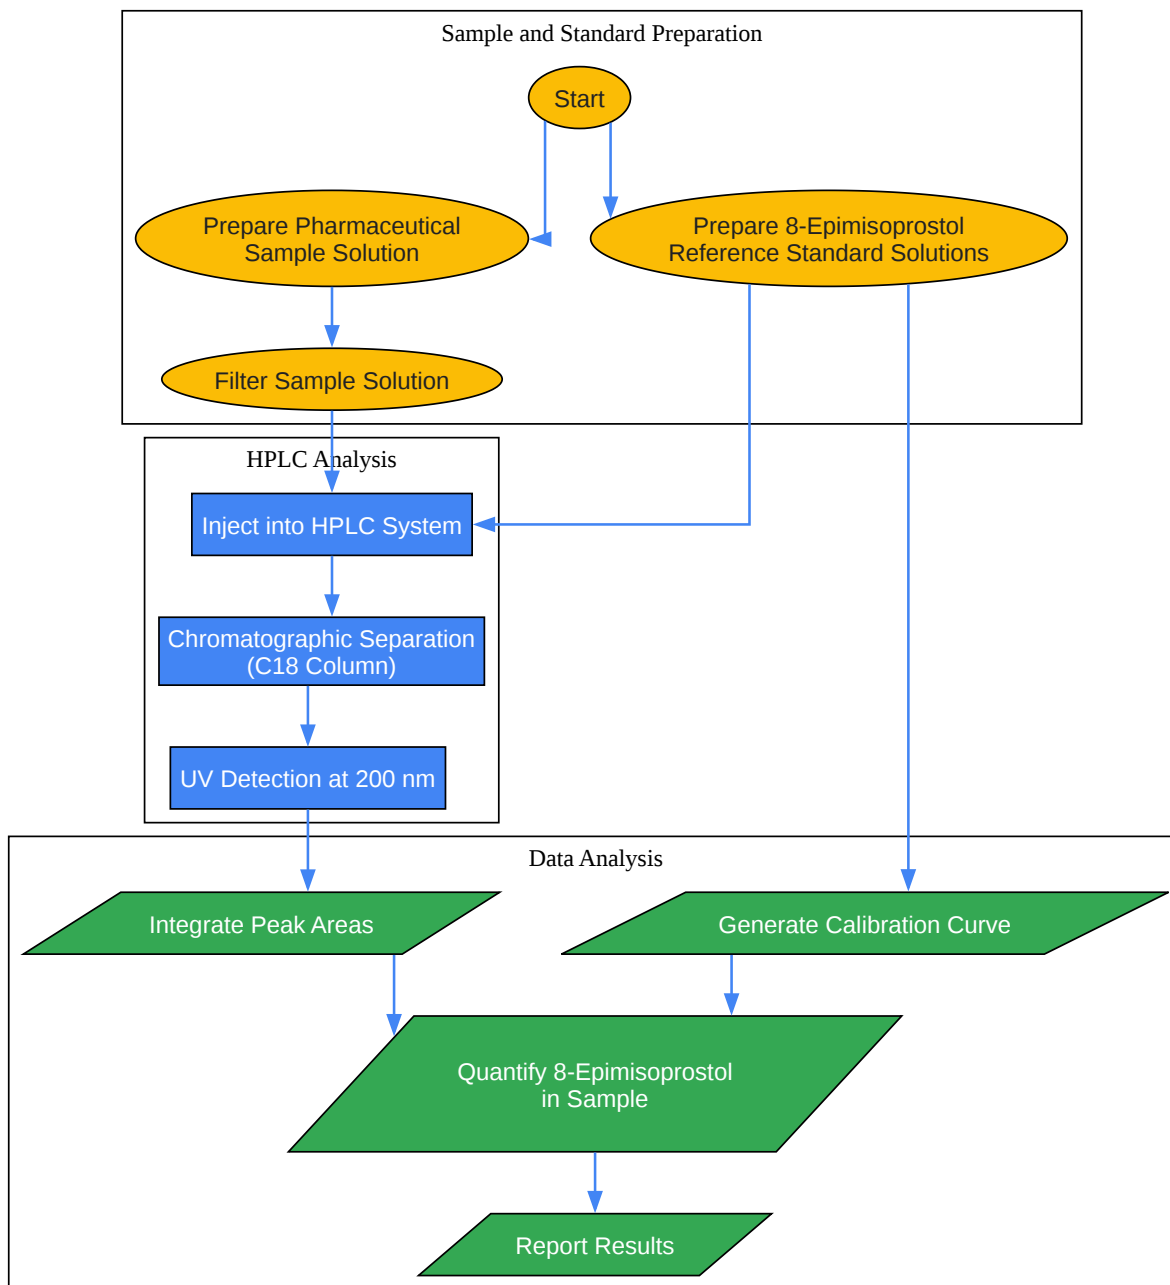 Sample and Standard Preparation
Start
Prepare Pharmaceutical
Sample Solution
Prepare 8-Epimisoprostol
Reference Standard Solutions
Filter Sample Solution
HPLC Analysis
Inject into HPLC System
Chromatographic Separation
(C18 Column)
UV Detection at 200 nm
Data Analysis
Integrate Peak Areas
Generate Calibration Curve
Quantify 8-Epimisoprostol
in Sample
Report Results